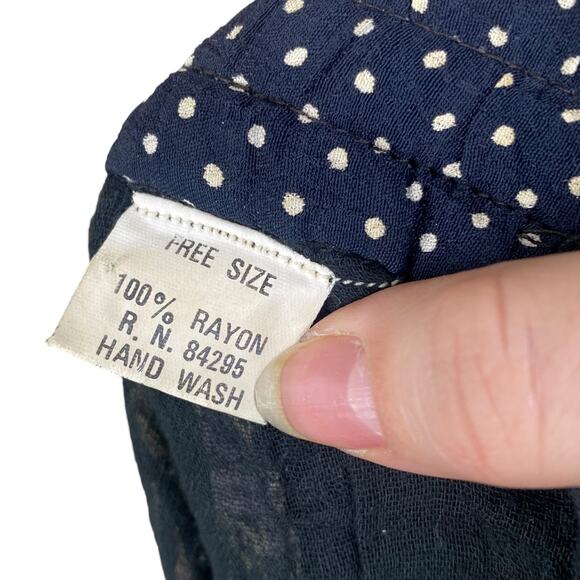 FREE SIZE
100% RAYON
R. N. 84295
HAND WASH